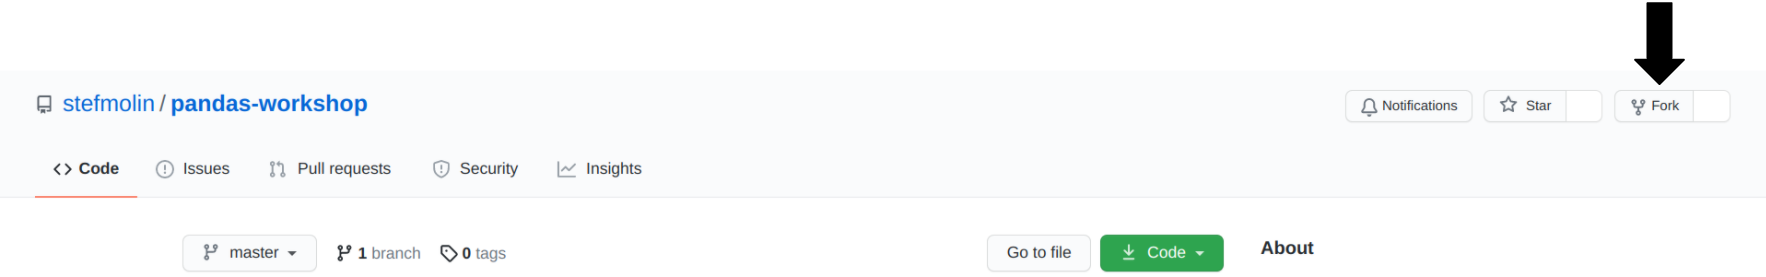 stefmolin / pandas-workshop
Notifications Star Fork
Code Issues Pull requests Security Insights
master 1 branch 0 tags Go to file Code About